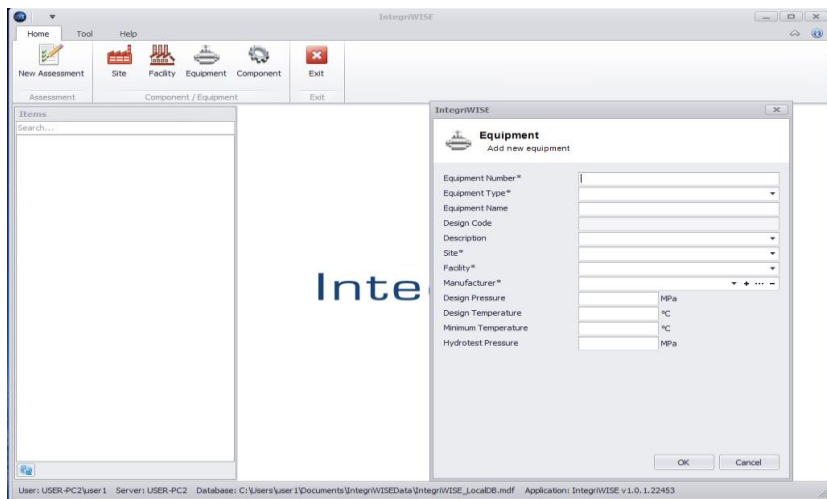 IntegriWISE
Home Tool Help
New Assessment Site Facility Equipment Component Exit
Assessment Component / Equipment Exit
Items
Search...
Inte
IntegriWISE
Equipment
Add new equipment
Equipment Number*
Equipment Type*
Equipment Name
Design Code
Description
Site*
Facility*
Manufacturer*
Design Pressure MPa
Design Temperature °C
Minimum Temperature °C
Hydrotest Pressure MPa
OK Cancel
User: USER-PC2\user1 Server: USER-PC2 Database: C:\Users\user1\Documents\IntegriWISEData\IntegriWISE_LocalDB.mdf Application: IntegriWISE v1.0.1.22453